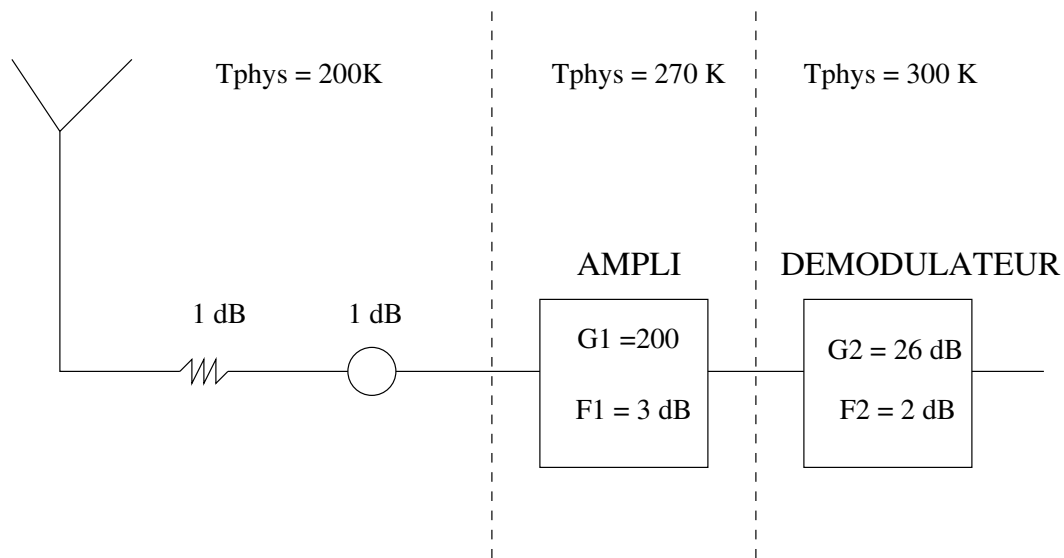 Tphys = 200K
Tphys = 270 K
Tphys = 300 K
AMPLI
DEMODULATEUR
1 dB
1 dB
G1 =200
G2 = 26 dB
F1 = 3 dB
F2 = 2 dB